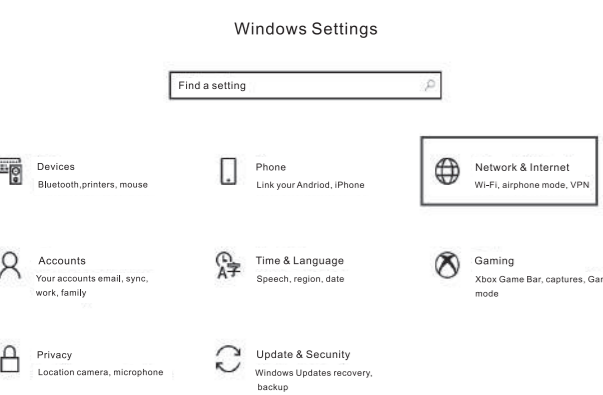 Windows Settings
Find a setting
Devices
Bluetooth,printers, mouse
Phone
Link your Andriod, iPhone
Network & Internet
Wi-Fi, airphone mode, VPN
Accounts
Your accounts email, sync,
work, family
Time & Language
Speech, region, date
Gaming
Xbox Game Bar, captures, Gar
mode
Privacy
Location camera, microphone
Update & Security
Windows Updates recovery,
backup